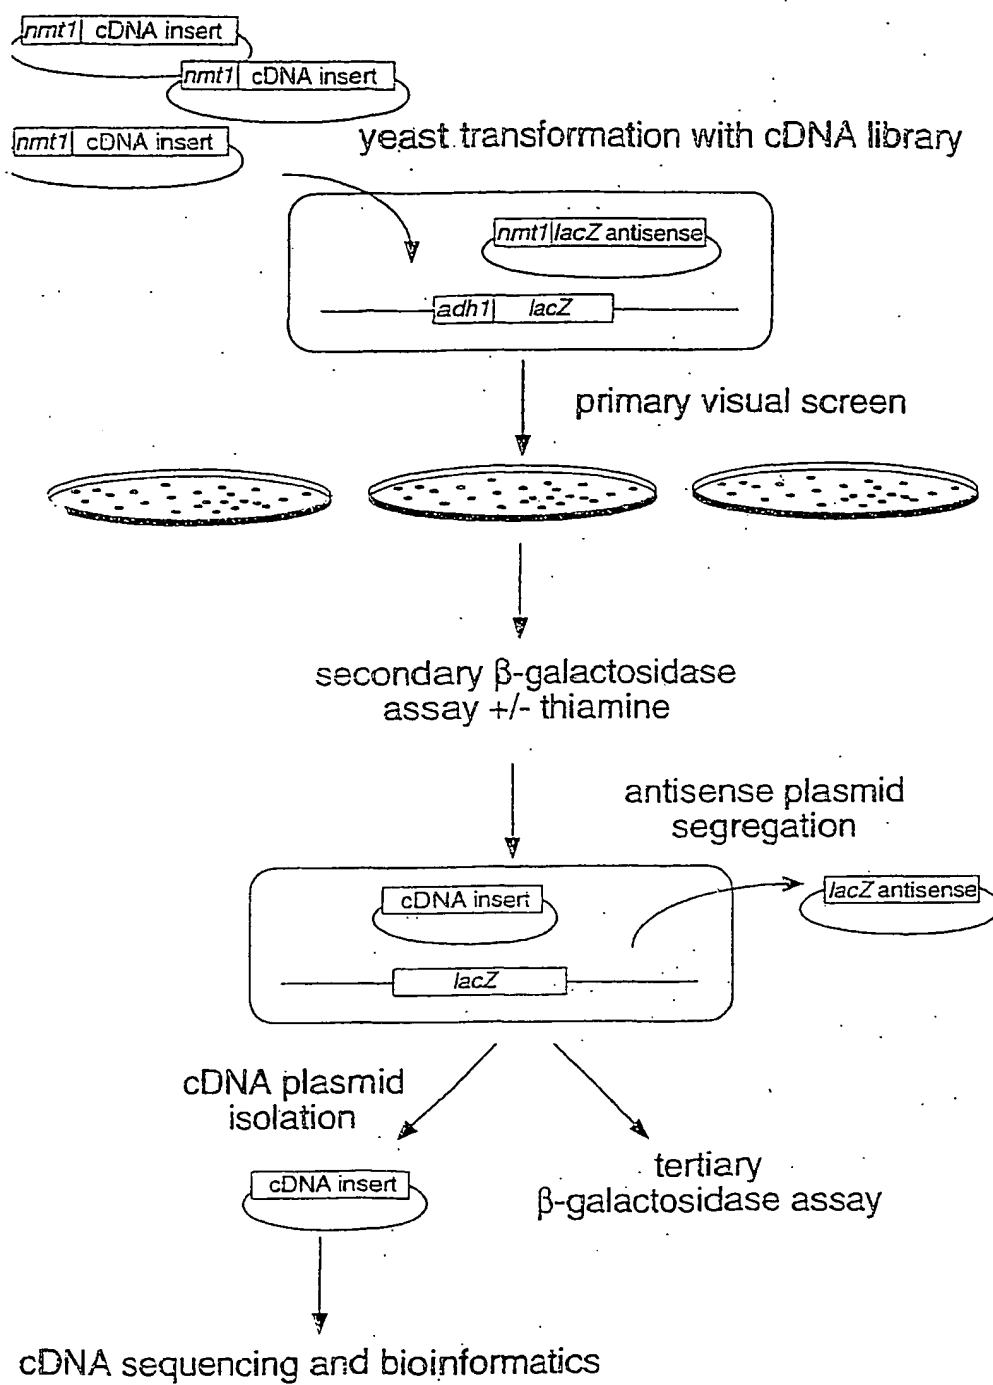 nmt1 cDNA insert
nmt1 cDNA insert
nmt1 cDNA insert
yeast transformation with cDNA library
nmt1 lacZ antisense
adh1 lacZ
primary visual screen
secondary β-galactosidase
assay +/- thiamine
antisense plasmid
segregation
cDNA insert
lacZ antisense
lacZ
cDNA plasmid
isolation
cDNA insert
tertiary
β-galactosidase assay
cDNA sequencing and bioinformatics